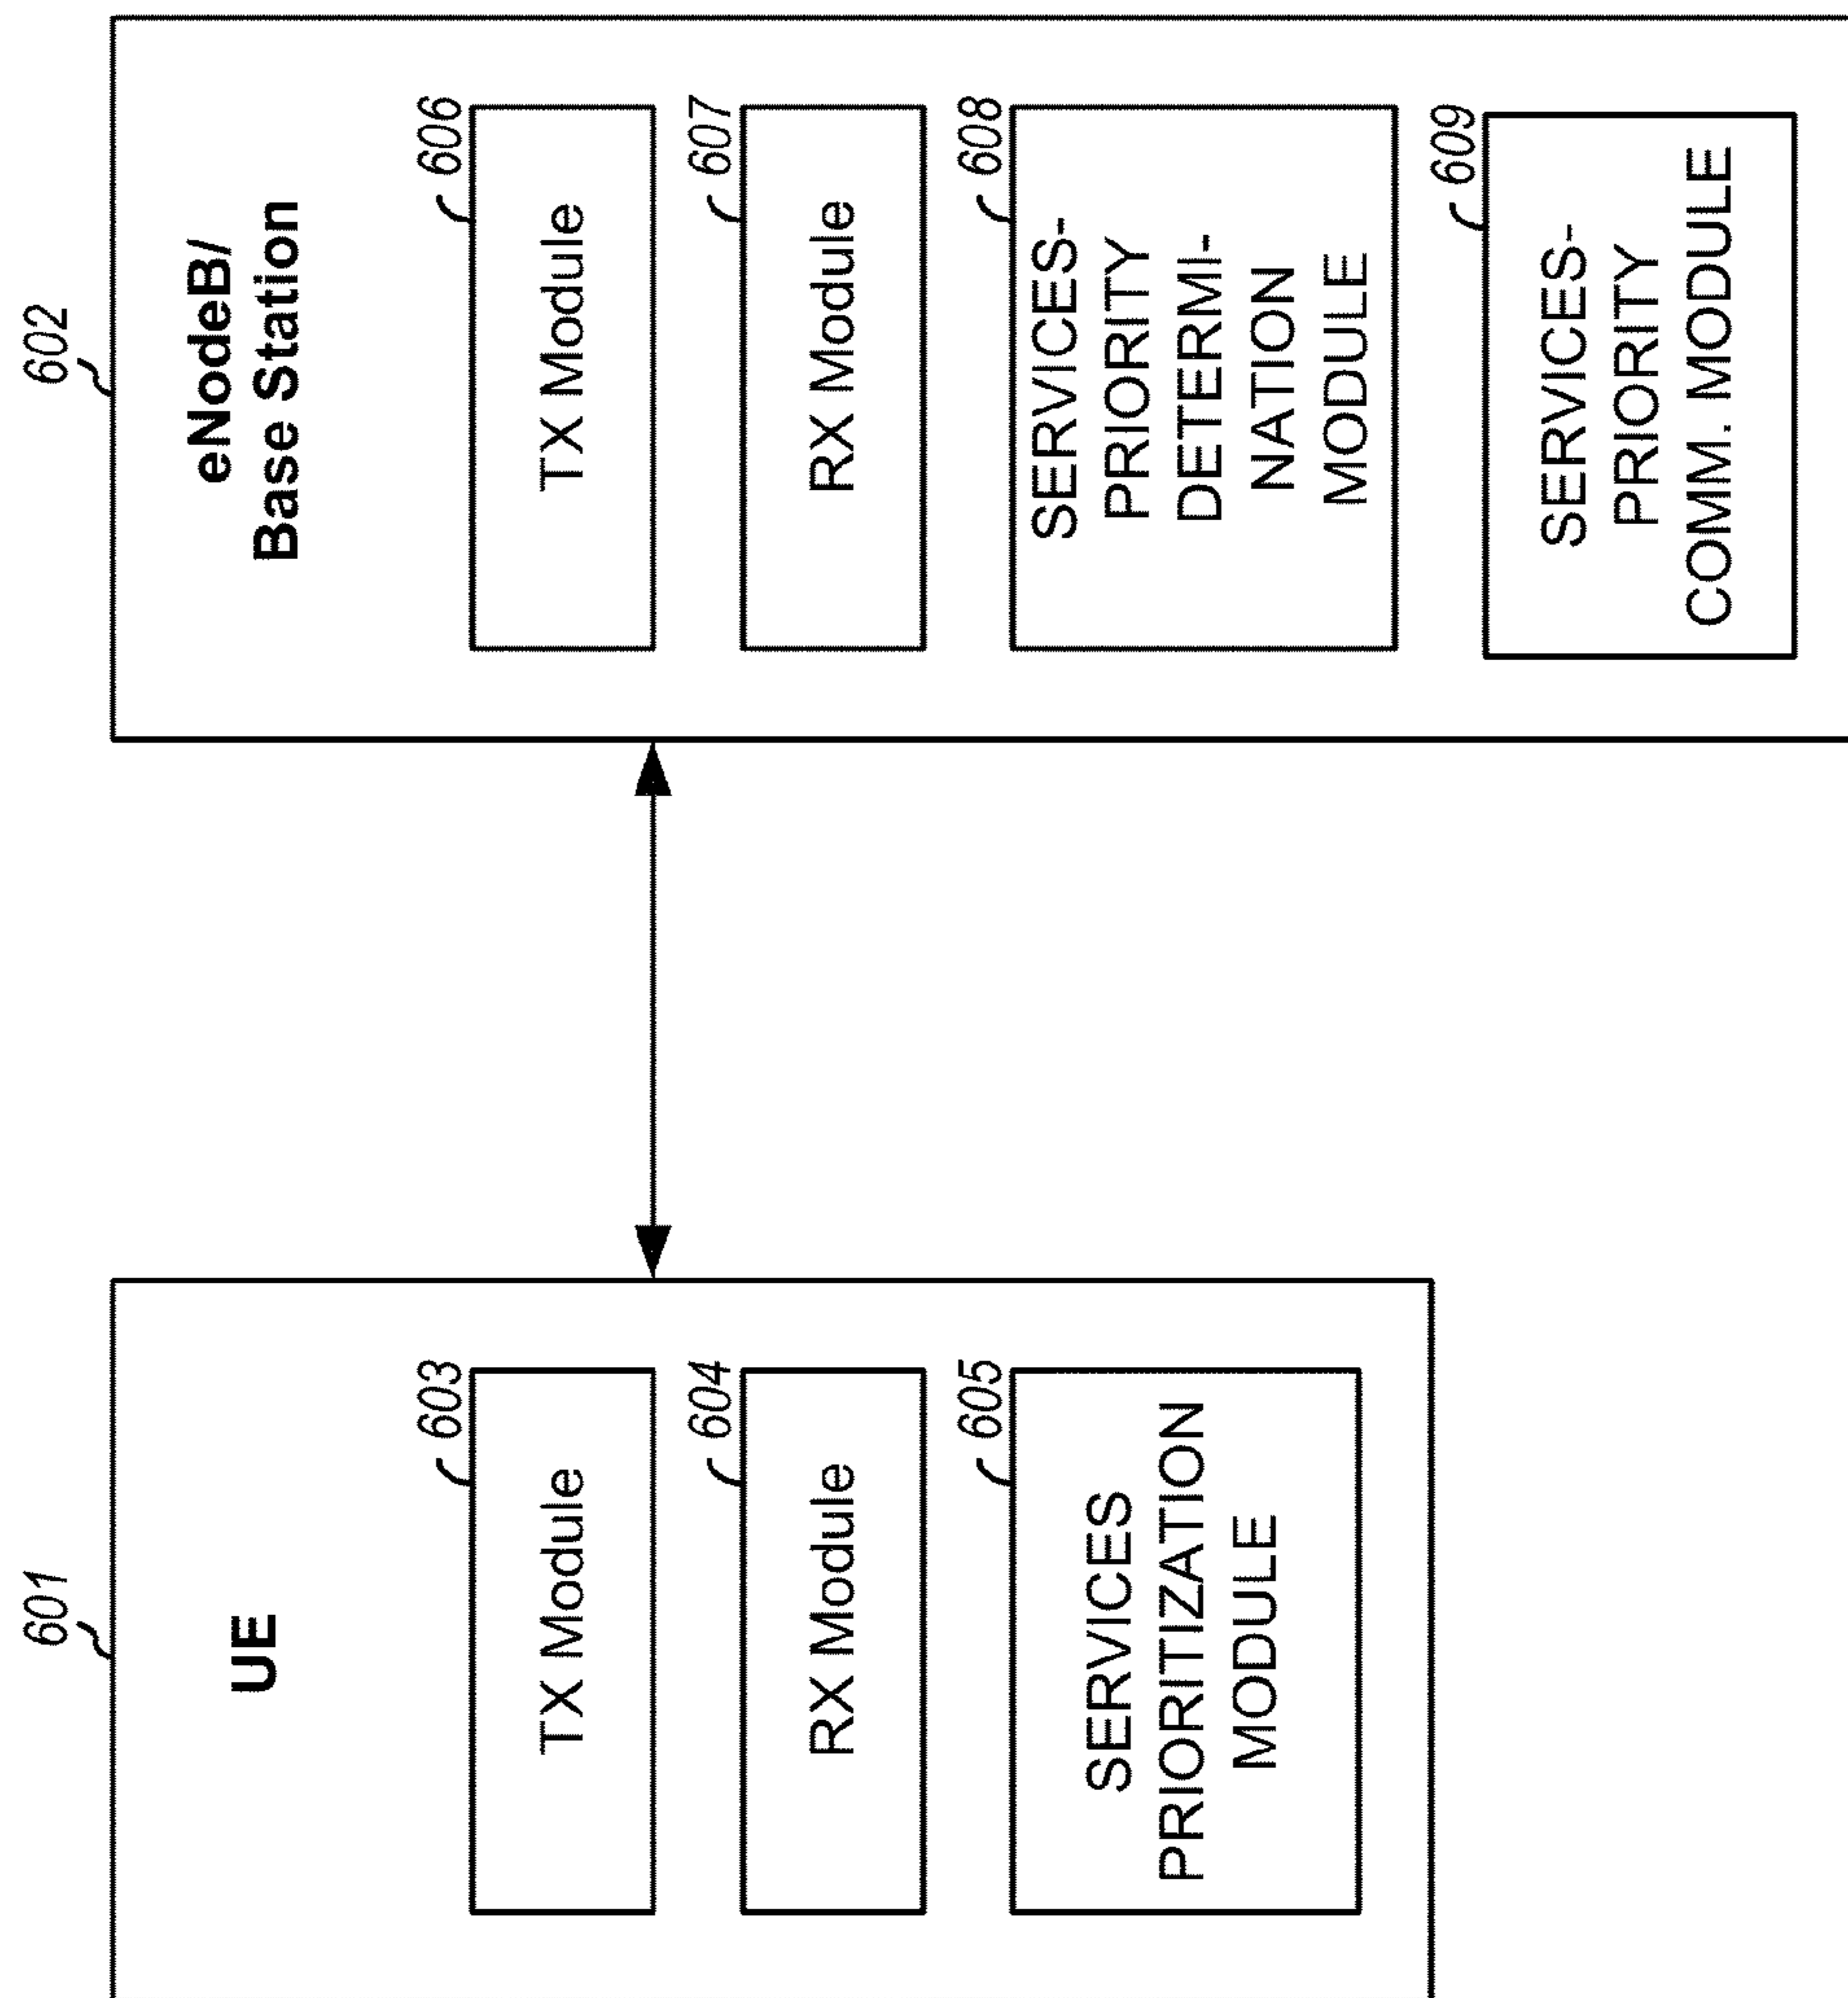 601
UE
603
TX Module
604
RX Module
605
SERVICES
PRIORITIZATION
MODULE
602
eNodeB/
Base Station
606
TX Module
607
RX Module
608
SERVICES-
PRIORITY
DETERMI-
NATION
MODULE
609
SERVICES-
PRIORITY
COMM. MODULE